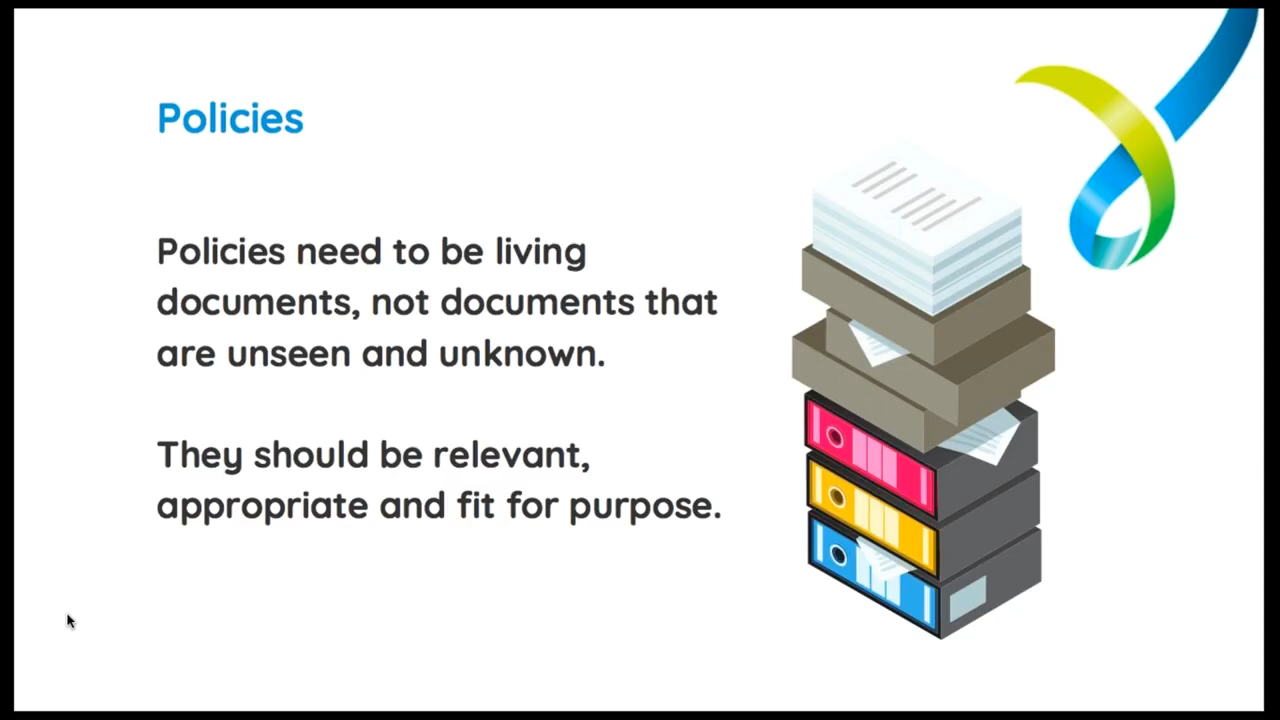 Policies
Policies need to be living
documents, not documents that
are unseen and unknown.
They should be relevant,
appropriate and fit for purpose.